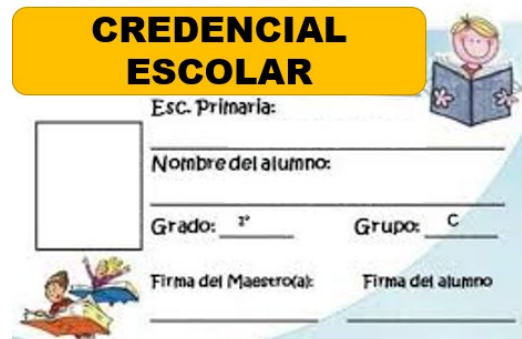 CREDENCIAL
ESCOLAR
Esc. Primaria:
Nombre del alumno:
Grado: 2° Grupo: C
Firma del Maestro(a): Firma del alumno